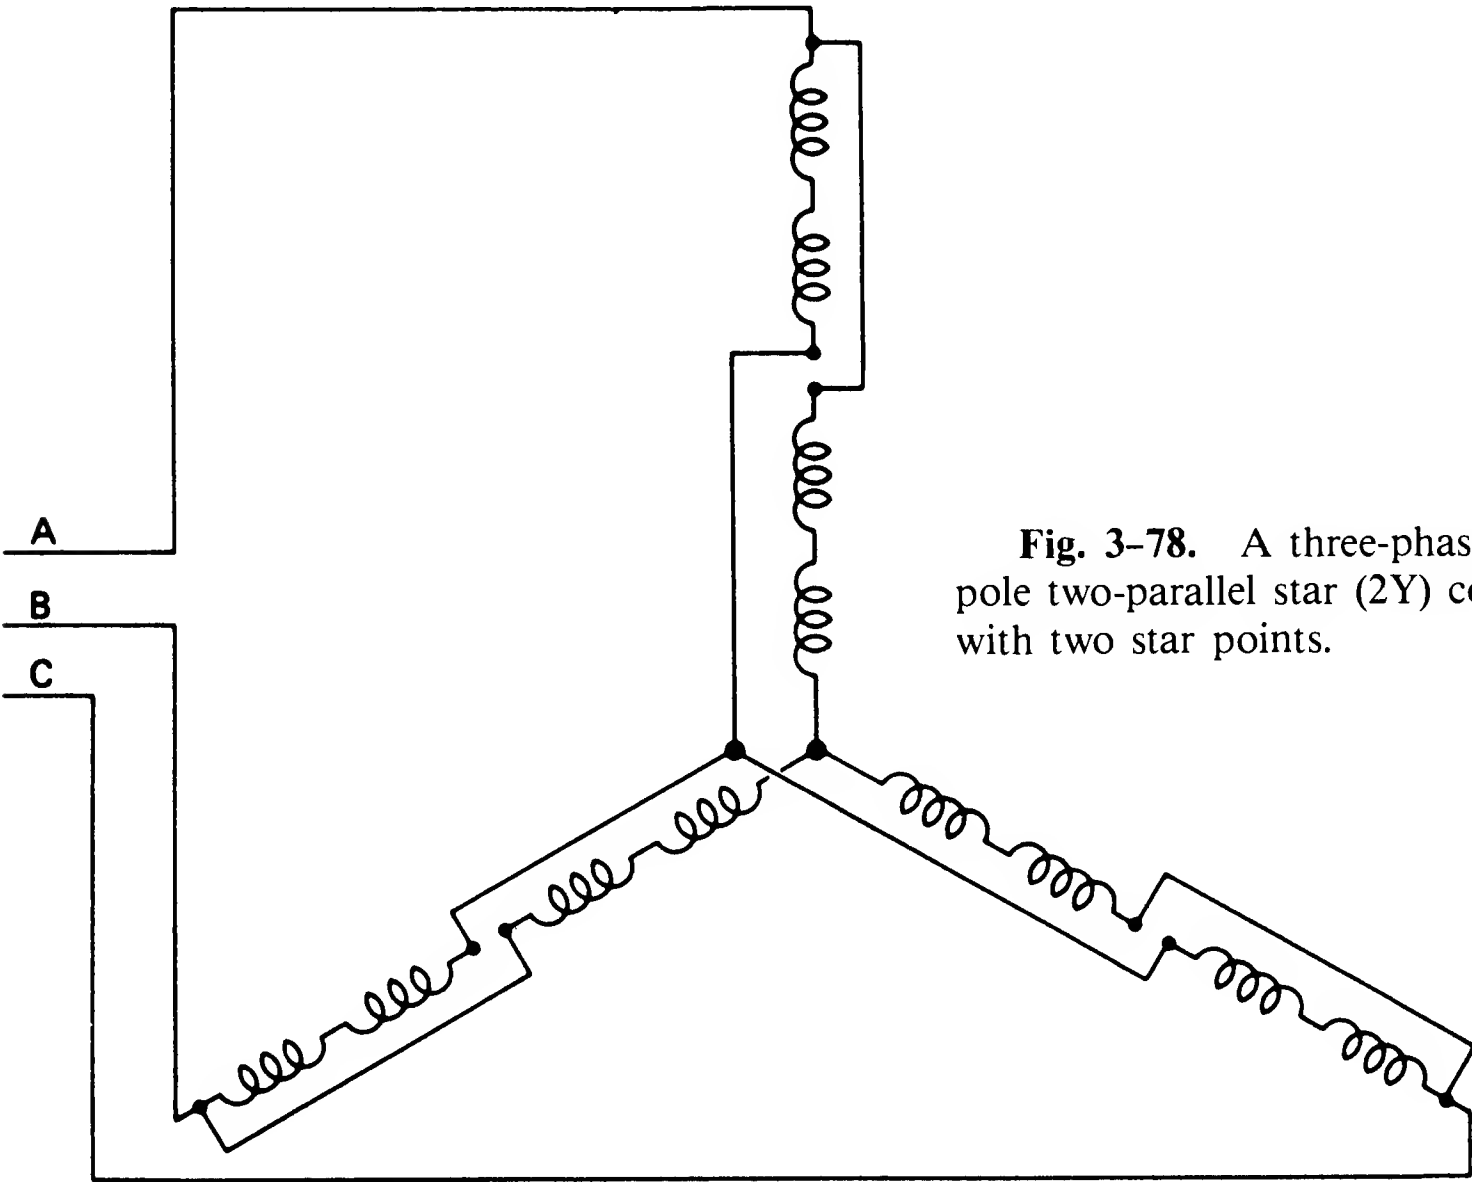 A
B
C
Fig. 3–78. A three-phas
pole two-parallel star (2Y) c
with two star points.